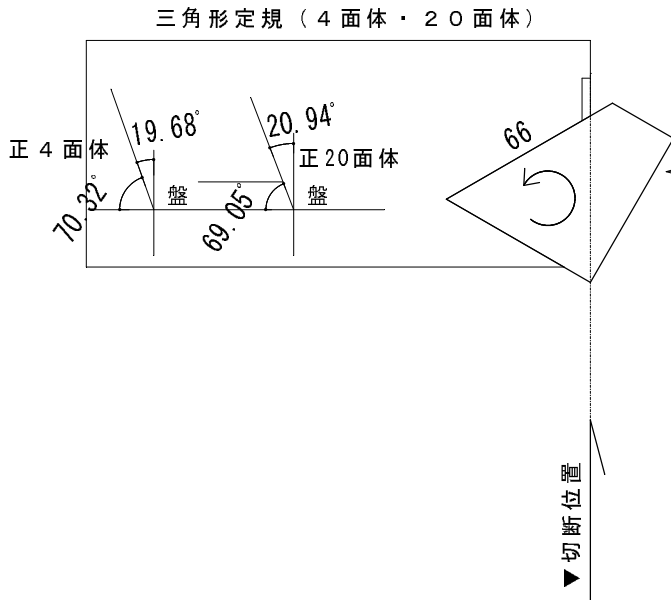 三角形定規（４面体・２０面体）
19.68°
20.94°
66
正４面体
正20面体
70.32°
盤
69.05°
盤
▼切断位置